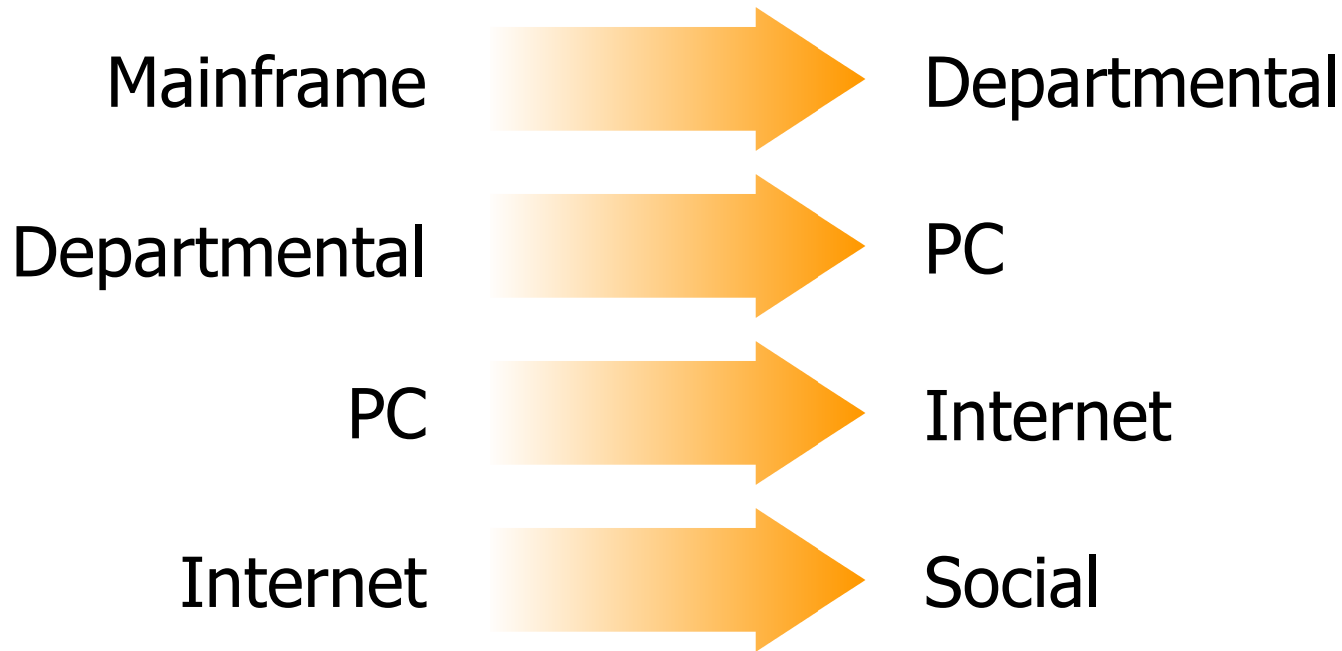 Mainframe Departmental
Departmental PC
PC Internet
Internet Social